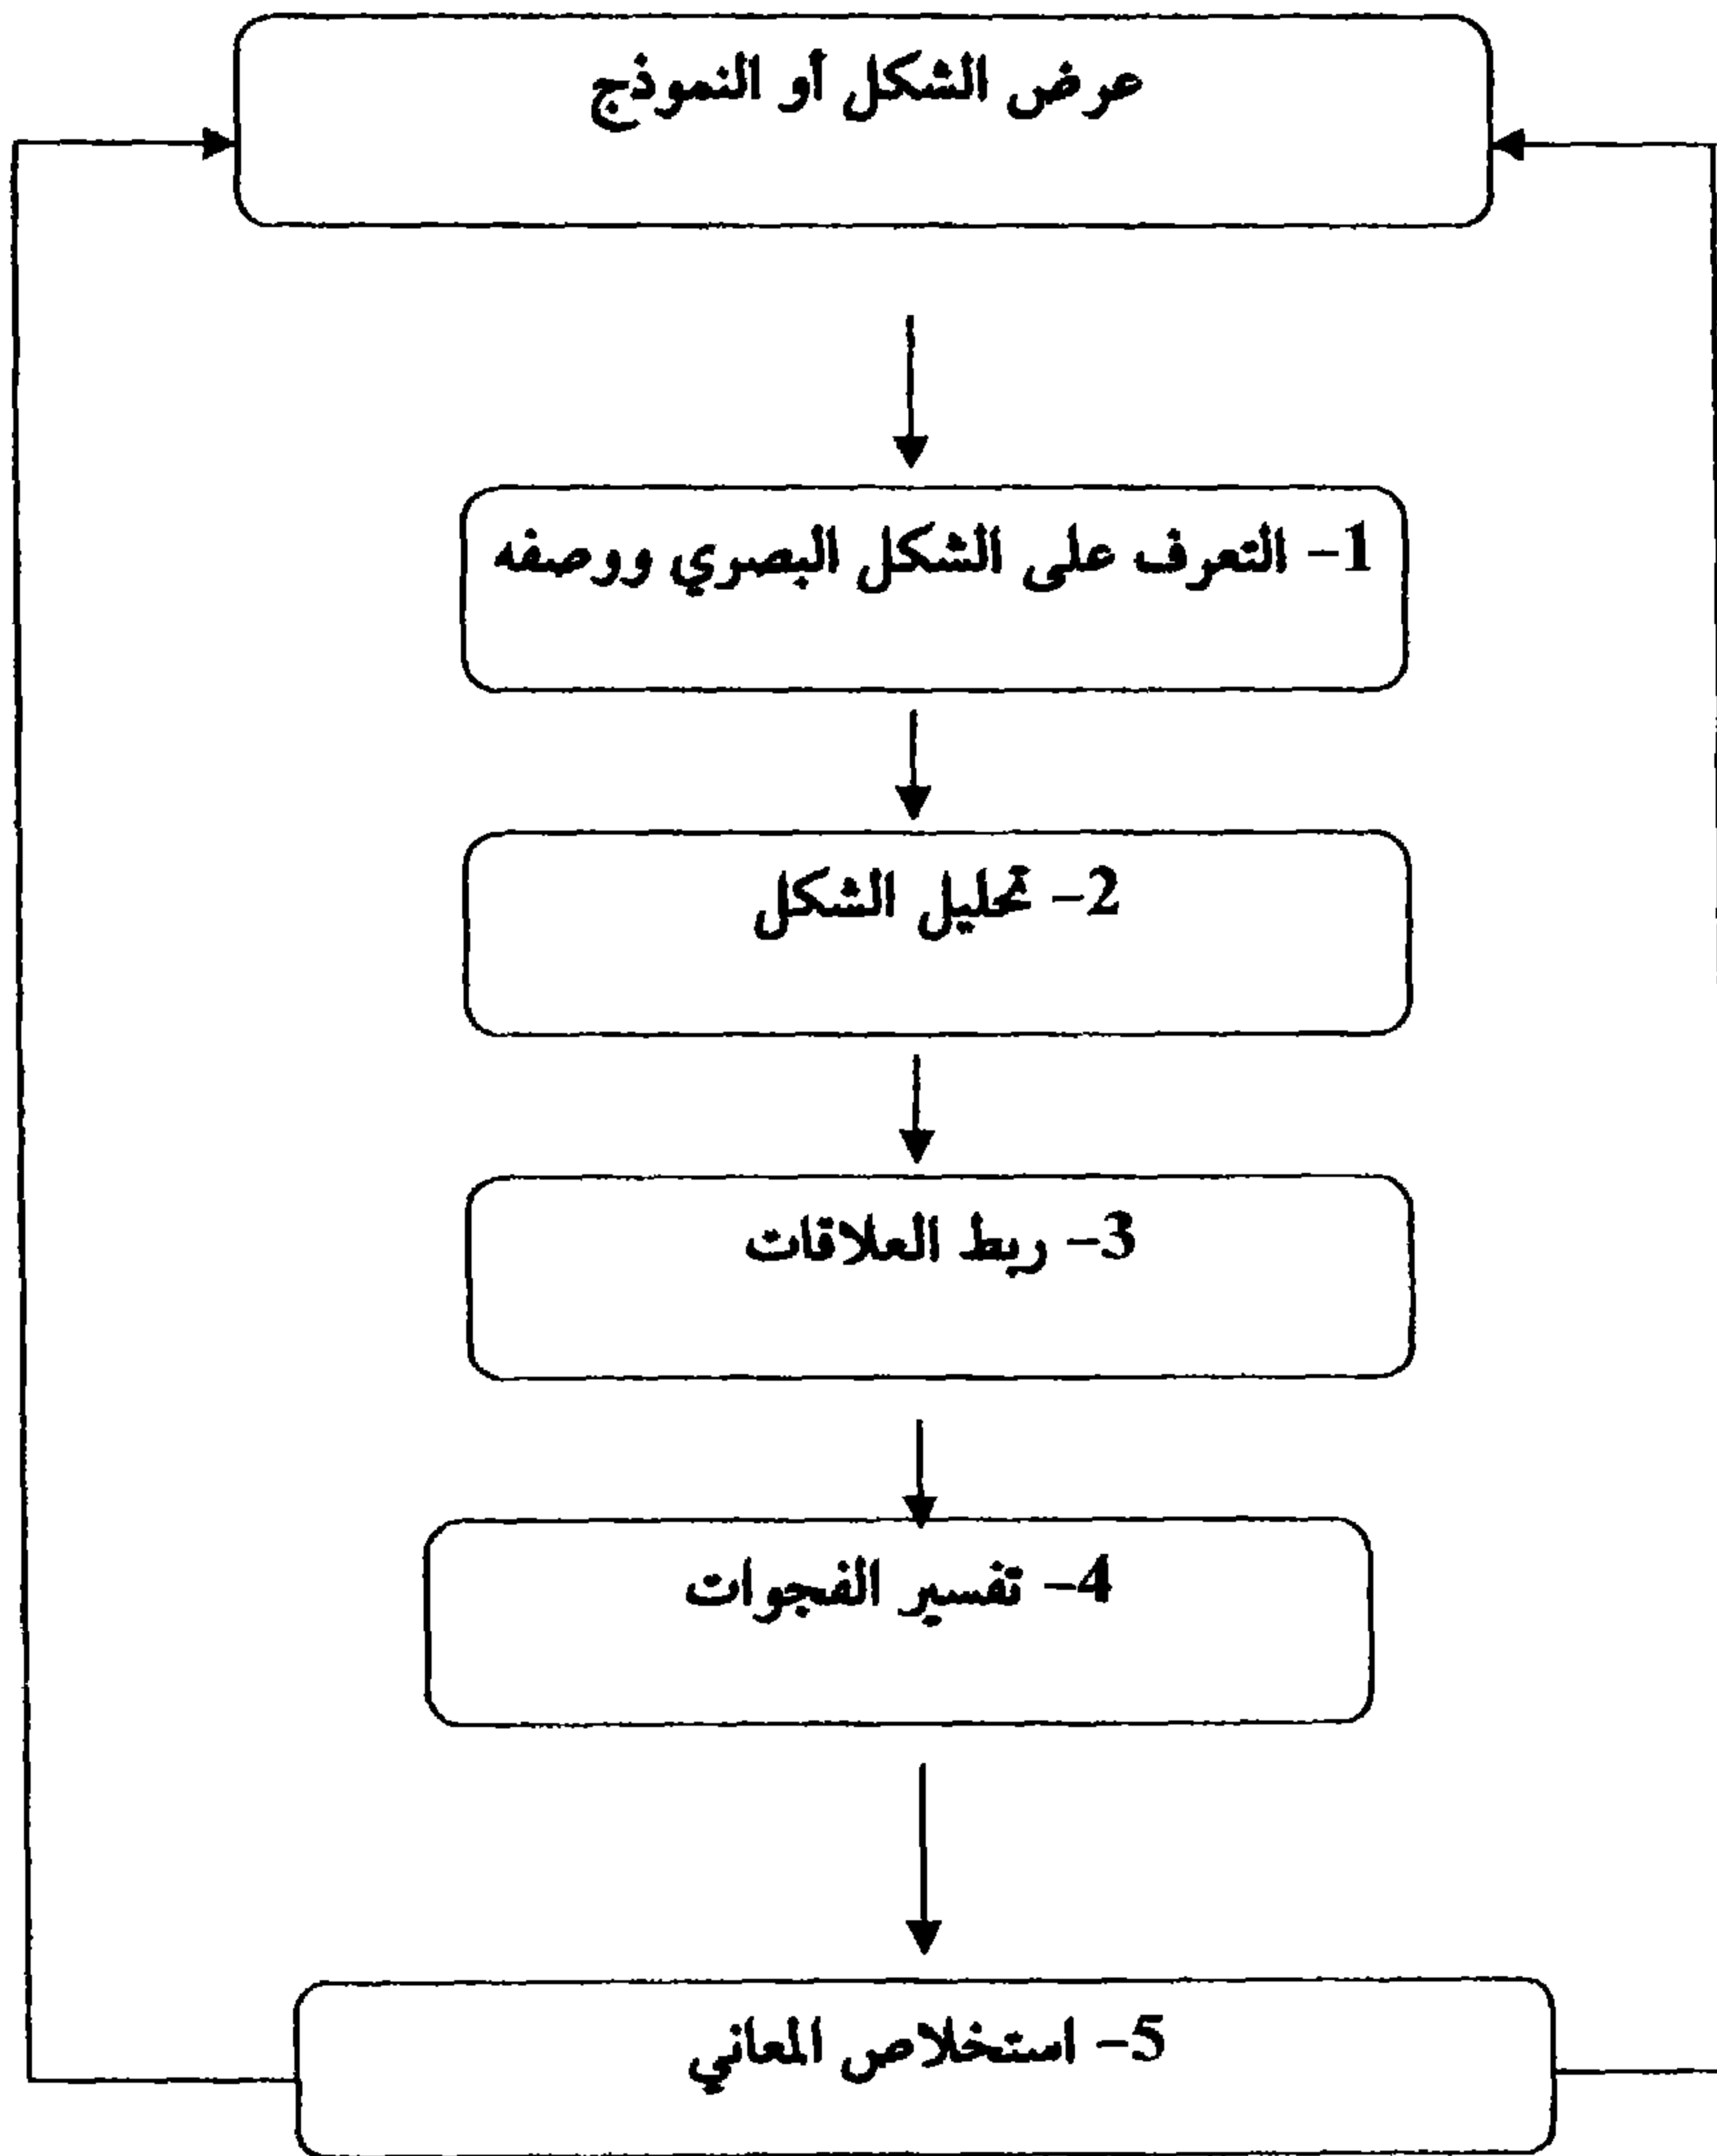 عرض الشكل أو النموذج
1- التعرف على الشكل البصري ووصفه
2- تحليل الشكل
3- ربط العلاقات
4- تفسير الفجوات
5- استخلاص المعاني